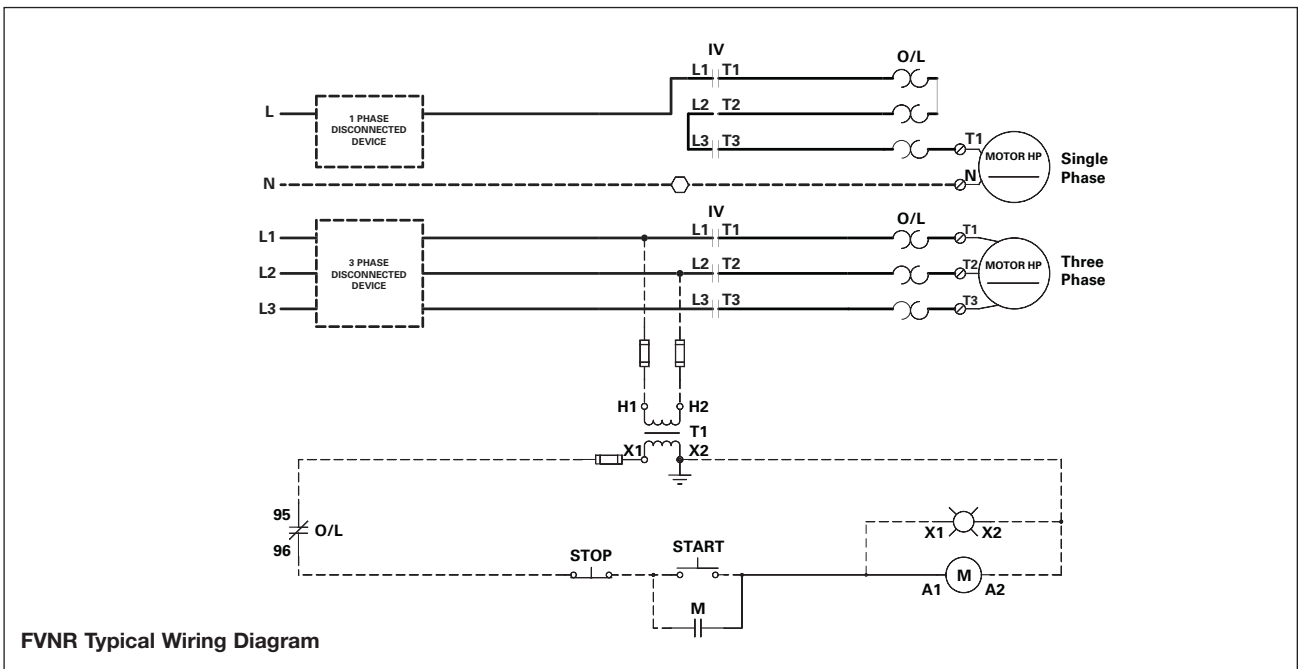 IV
O/L
L1 T1
L
1 PHASE
DISCONNECTED
DEVICE
L2 T2
L3 T3
T1
MOTOR HP
Single
Phase
N
N
IV
O/L
L1
L1 T1
T1
L2
3 PHASE
DISCONNECTED
DEVICE
L2 T2
T2
MOTOR HP
Three
Phase
L3
L3 T3
T3
H1 H2
T1
X1 X2
95
O/L
96
X1 X2
STOP
START
M
A1 A2
M
FVNR Typical Wiring Diagram